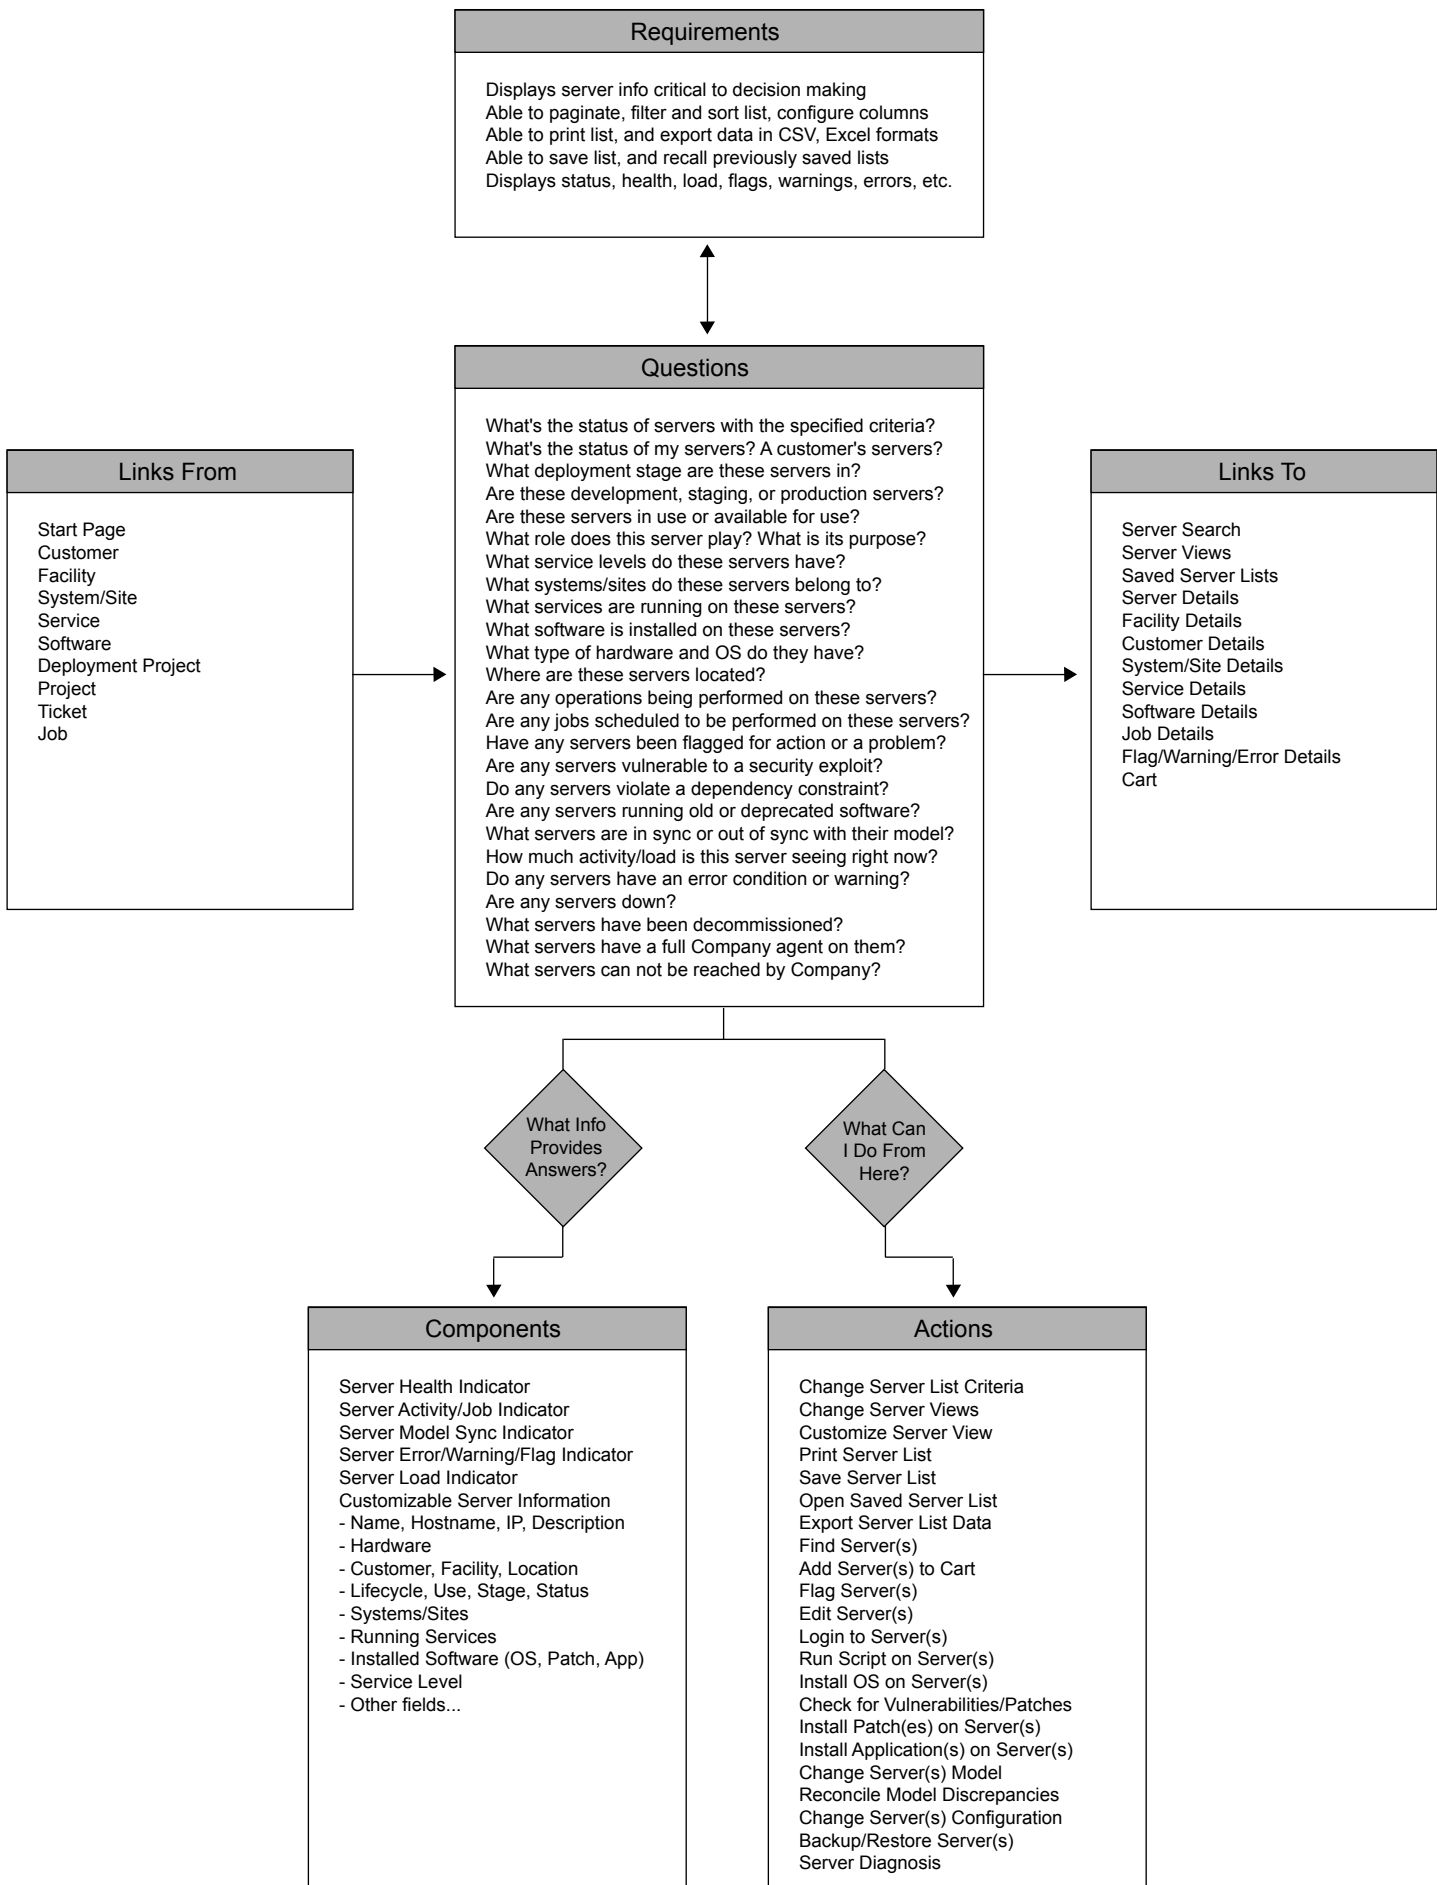 Requirements
Displays server info critical to decision making
Able to paginate, filter and sort list, configure columns
Able to print list, and export data in CSV, Excel formats
Able to save list, and recall previously saved lists
Displays status, health, load, flags, warnings, errors, etc.
Questions
What's the status of servers with the specified criteria?
What's the status of my servers? A customer's servers?
What deployment stage are these servers in?
Are these development, staging, or production servers?
Are these servers in use or available for use?
What role does this server play? What is its purpose?
What service levels do these servers have?
What systems/sites do these servers belong to?
What services are running on these servers?
What software is installed on these servers?
What type of hardware and OS do they have?
Where are these servers located?
Are any operations being performed on these servers?
Are any jobs scheduled to be performed on these servers?
Have any servers been flagged for action or a problem?
Are any servers vulnerable to a security exploit?
Do any servers violate a dependency constraint?
Are any servers running old or deprecated software?
What servers are in sync or out of sync with their model?
How much activity/load is this server seeing right now?
Do any servers have an error condition or warning?
Are any servers down?
What servers have been decommissioned?
What servers have a full Company agent on them?
What servers can not be reached by Company?
Links From
Start Page
Customer
Facility
System/Site
Service
Software
Deployment Project
Project
Ticket
Job
Links To
Server Search
Server Views
Saved Server Lists
Server Details
Facility Details
Customer Details
System/Site Details
Service Details
Software Details
Job Details
Flag/Warning/Error Details
Cart
What Info
Provides
Answers?
What Can
I Do From
Here?
Components
Server Health Indicator
Server Activity/Job Indicator
Server Model Sync Indicator
Server Error/Warning/Flag Indicator
Server Load Indicator
Customizable Server Information
- Name, Hostname, IP, Description
- Hardware
- Customer, Facility, Location
- Lifecycle, Use, Stage, Status
- Systems/Sites
- Running Services
- Installed Software (OS, Patch, App)
- Service Level
- Other fields...
Actions
Change Server List Criteria
Change Server Views
Customize Server View
Print Server List
Save Server List
Open Saved Server List
Export Server List Data
Find Server(s)
Add Server(s) to Cart
Flag Server(s)
Edit Server(s)
Login to Server(s)
Run Script on Server(s)
Install OS on Server(s)
Check for Vulnerabilities/Patches
Install Patch(es) on Server(s)
Install Application(s) on Server(s)
Change Server(s) Model
Reconcile Model Discrepancies
Change Server(s) Configuration
Backup/Restore Server(s)
Server Diagnosis